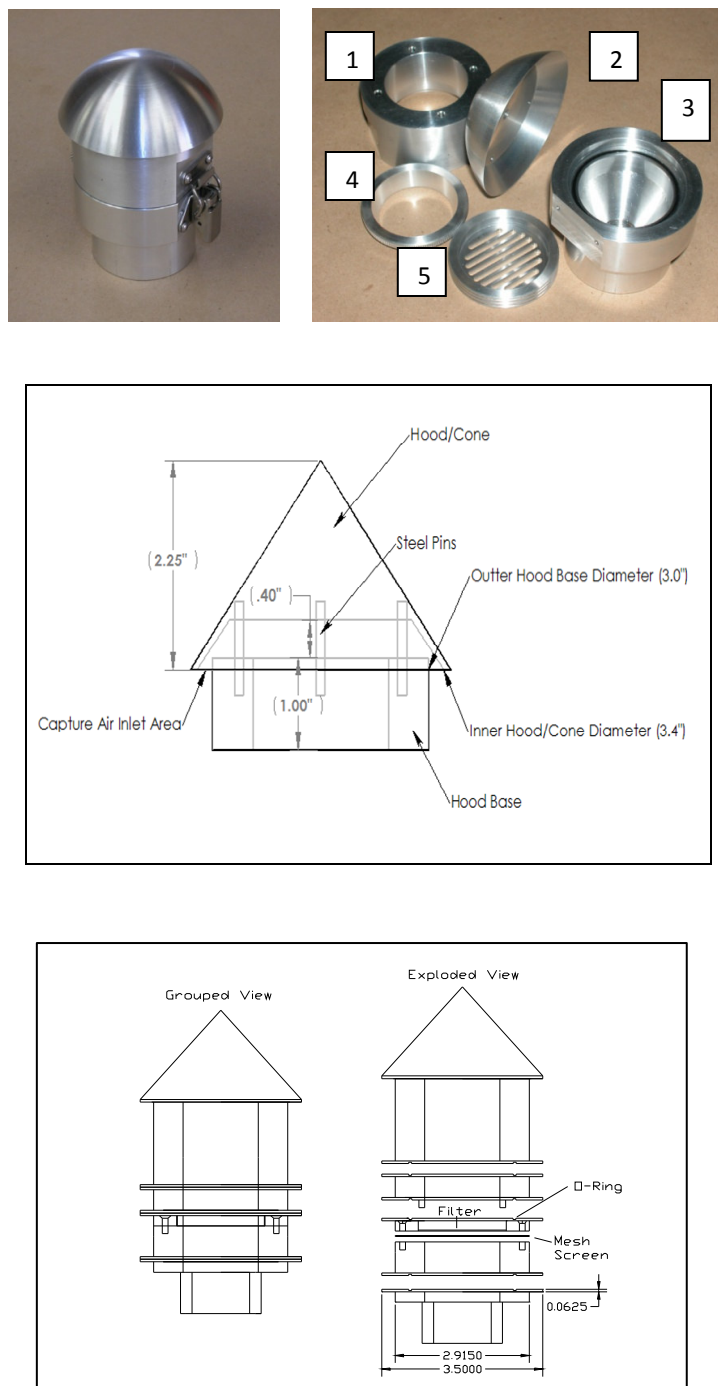 1
2
3
4
5
Hood/Cone
Steel Pins
(2.25")
(.40")
Outter Hood Base Diameter (3.0")
(1.00")
Capture Air Inlet Area
Inner Hood/Cone Diameter (3.4")
Hood Base
Grouped View
Exploded View
O-Ring
Filter
Mesh
Screen
0.0625
2.9150
3.5000